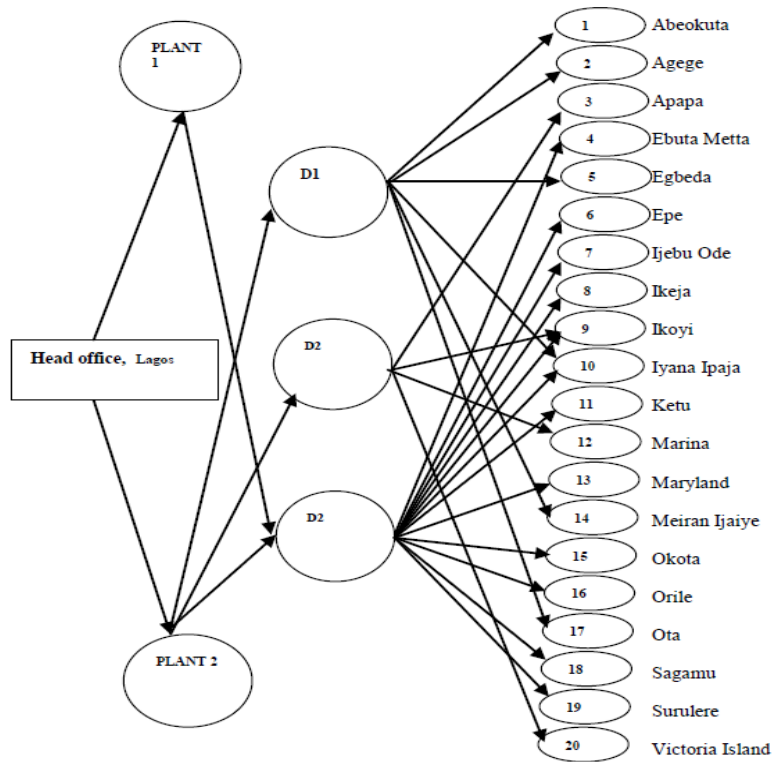 PLANT
1
Head office, Lagos
PLANT 2
D1
D2
D2
1 Abeokuta
2 Agege
3 Apapa
4 Ebuta Metta
5 Egbeda
6 Epe
7 Ijebu Ode
8 Ikeja
9 Ikoyi
10 Iyana Ipaja
11 Ketu
12 Marina
13 Maryland
14 Meiran Ijaiye
15 Okota
16 Orile
17 Ota
18 Sagamu
19 Surulere
20 Victoria Island